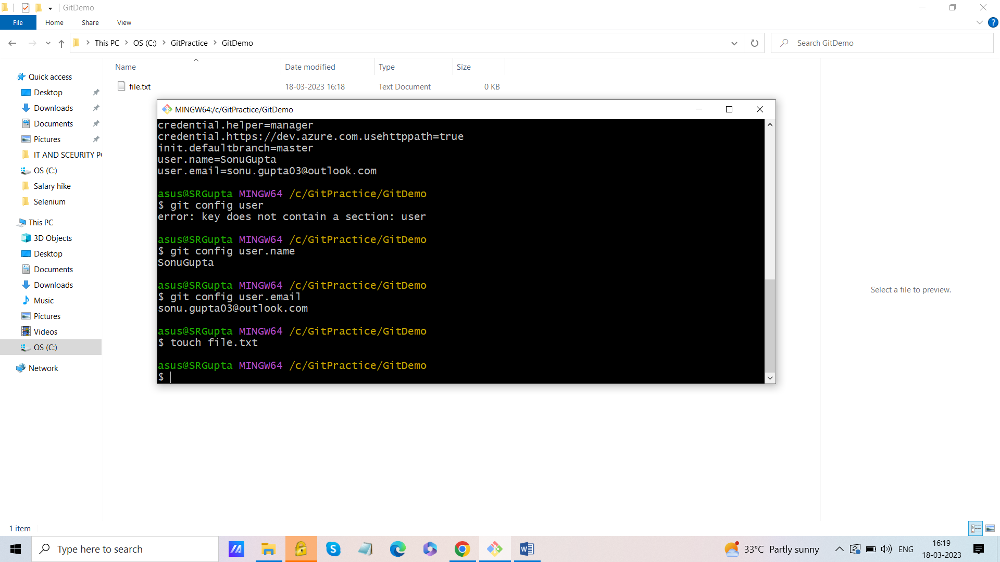 GitDemo
File Home Share View
This PC OS (C:) GitPractice GitDemo
Search GitDemo
Name Date modified Type Size
file.txt 18-03-2023 16:18 Text Document 0 KB
Quick access
Desktop
Downloads
Documents
Pictures
IT AND SCEURITY
OS (C:)
Salary hike
Selenium
This PC
3D Objects
Desktop
Documents
Downloads
Music
Pictures
Videos
OS (C:)
Network
MINGW64:/c/GitPractice/GitDemo
credential.helper=manager
credential.https://dev.azure.com.usehttppath=true
init.defaultbranch=master
user.name=SonuGupta
user.email=sonu.gupta03@outlook.com
asus@SRGupta MINGW64 /c/GitPractice/GitDemo
$ git config user
error: key does not contain a section: user
asus@SRGupta MINGW64 /c/GitPractice/GitDemo
$ git config user.name
SonuGupta
asus@SRGupta MINGW64 /c/GitPractice/GitDemo
$ git config user.email
sonu.gupta03@outlook.com
asus@SRGupta MINGW64 /c/GitPractice/GitDemo
$ touch file.txt
asus@SRGupta MINGW64 /c/GitPractice/GitDemo
$
Select a file to preview.
1 item
Type here to search
33°C Partly sunny
ENG
16:19
18-03-2023